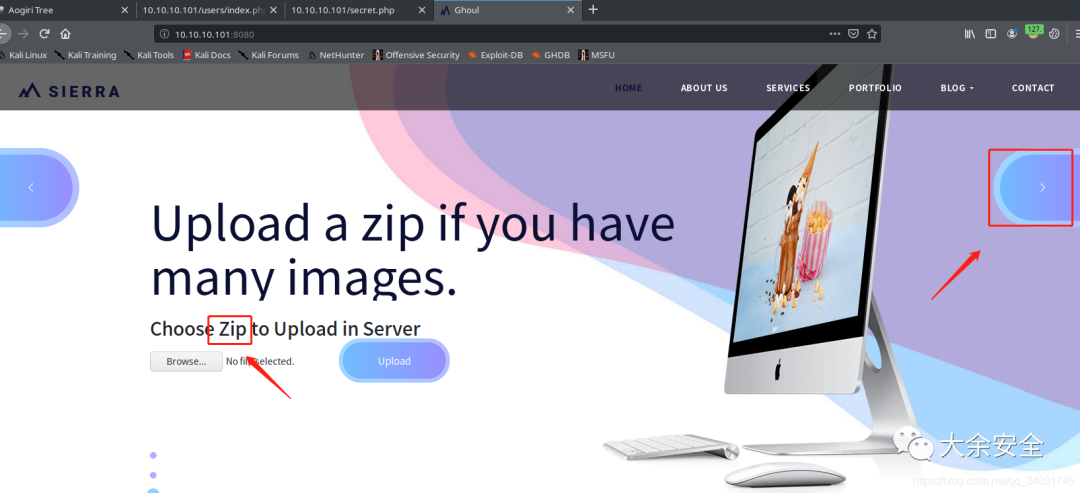 Aogiri Tree
10.10.10.101/users/index.ph
10.10.10.101/secret.php
Ghoul
10.10.10.101:8080
127.
Kali Linux
Kali Training
Kali Tools
Kali Docs
Kali Forums
NetHunter
Offensive Security
Exploit-DB
GHDB
MSFU
SIERRA
HOME
ABOUT US
SERVICES
PORTFOLIO
BLOG
CONTACT
Upload a zip if you have
many images.
Choose Zip to Upload in Server
Browse...
No file selected.
Upload
大余安全
https://blog.csdn.net/qq_34801745